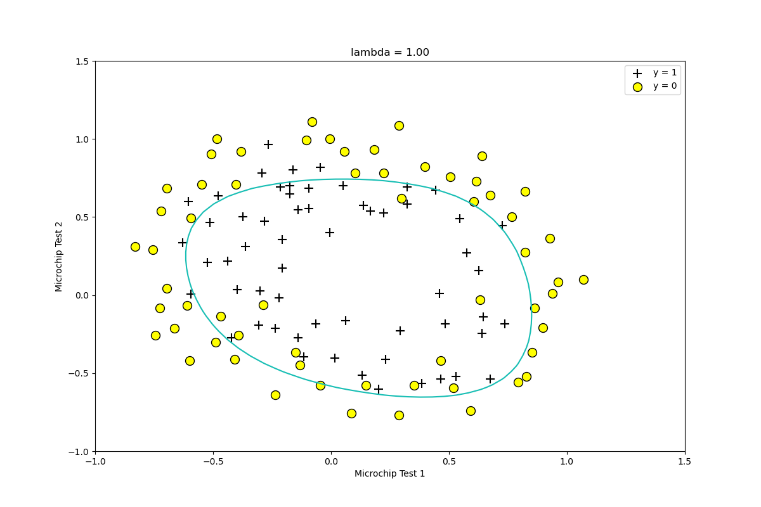 lambda = 1.00
y = 1
y = 0
1.5
1.0
0.5
0.0
−0.5
−1.0
Microchip Test 2
−1.0 −0.5 0.0 0.5 1.0 1.5
Microchip Test 1